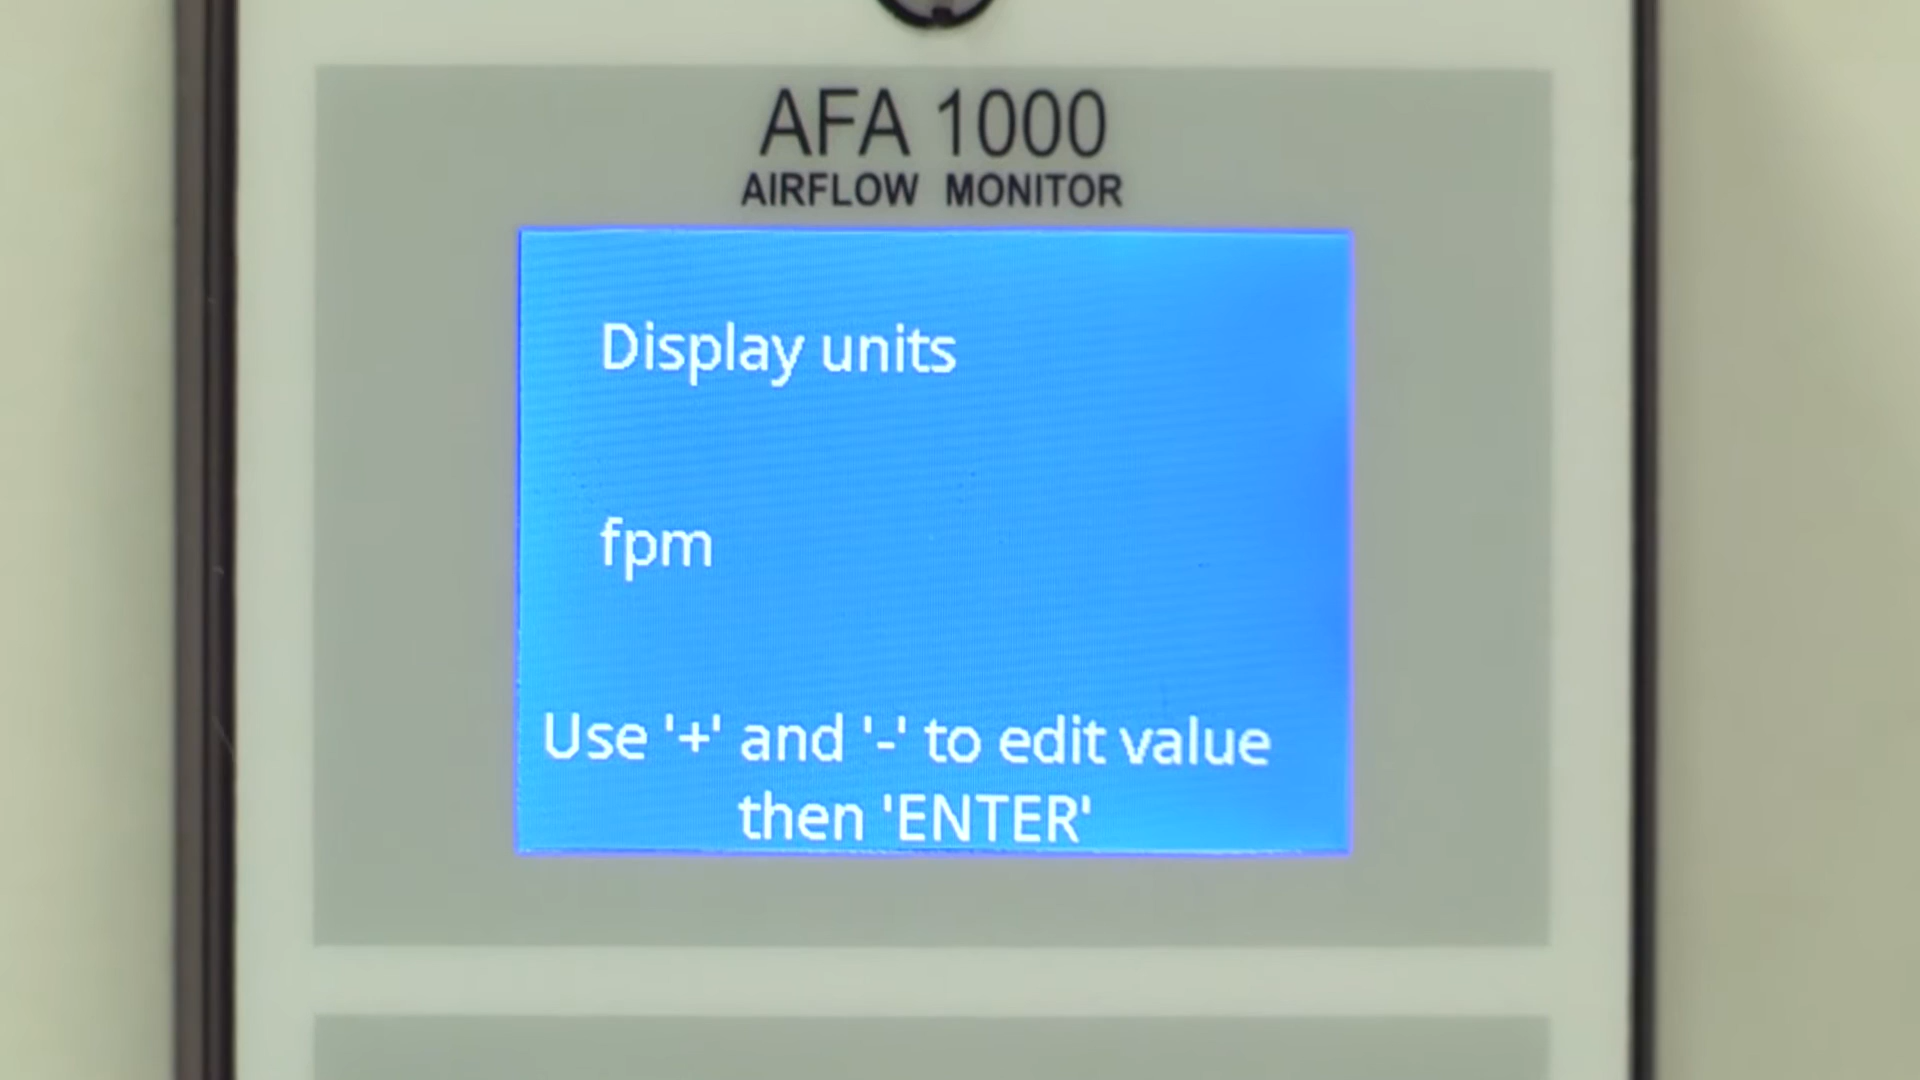 AFA 1000
AIRFLOW MONITOR
Display units
fpm
Use '+' and '-' to edit value
then 'ENTER'